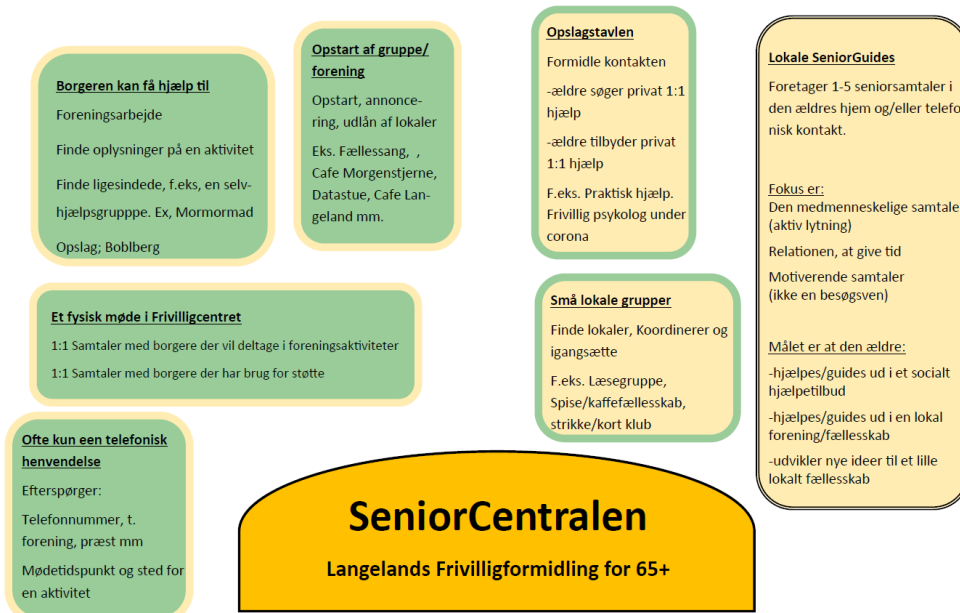 Borgeren kan få hjælp til
Foreningsarbejde
Finde oplysninger på en aktivitet
Finde ligesindede, f.eks, en selv-
hjælpsgrupppe. Ex, Mormormad
Opslag; Boblberg
Opstart af gruppe/
forening
Opstart, annonce-
ring, udlån af lokaler
Eks. Fællessang, ,
Cafe Morgenstjerne,
Datastue, Cafe Lan-
geland mm.
Opslagstavlen
Formidle kontakten
-ældre søger privat 1:1
hjælp
-ældre tilbyder privat
1:1 hjælp
F.eks. Praktisk hjælp.
Frivillig psykolog under
corona
Lokale SeniorGuides
Foretager 1-5 seniorsamtaler i
den ældres hjem og/eller telefo
nisk kontakt.
Fokus er:
Den medmenneskelige samtale
(aktiv lytning)
Relationen, at give tid
Motiverende samtaler
(ikke en besøgsven)
Målet er at den ældre:
-hjælpes/guides ud i et socialt
hjælpetilbud
-hjælpes/guides ud i en lokal
forening/fællesskab
-udvikler nye ideer til et lille
lokalt fællesskab
Et fysisk møde i Frivilligcentret
1:1 Samtaler med borgere der vil deltage i foreningsaktiviteter
1:1 Samtaler med borgere der har brug for støtte
Små lokale grupper
Finde lokaler, Koordinerer og
igangsætte
F.eks. Læsegruppe,
Spise/kaffefællesskab,
strikke/kort klub
Ofte kun een telefonisk
henvendelse
Efterspørger:
Telefonnummer, t.
forening, præst mm
Mødetidspunkt og sted for
en aktivitet
SeniorCentralen
Langelands Frivilligformidling for 65+